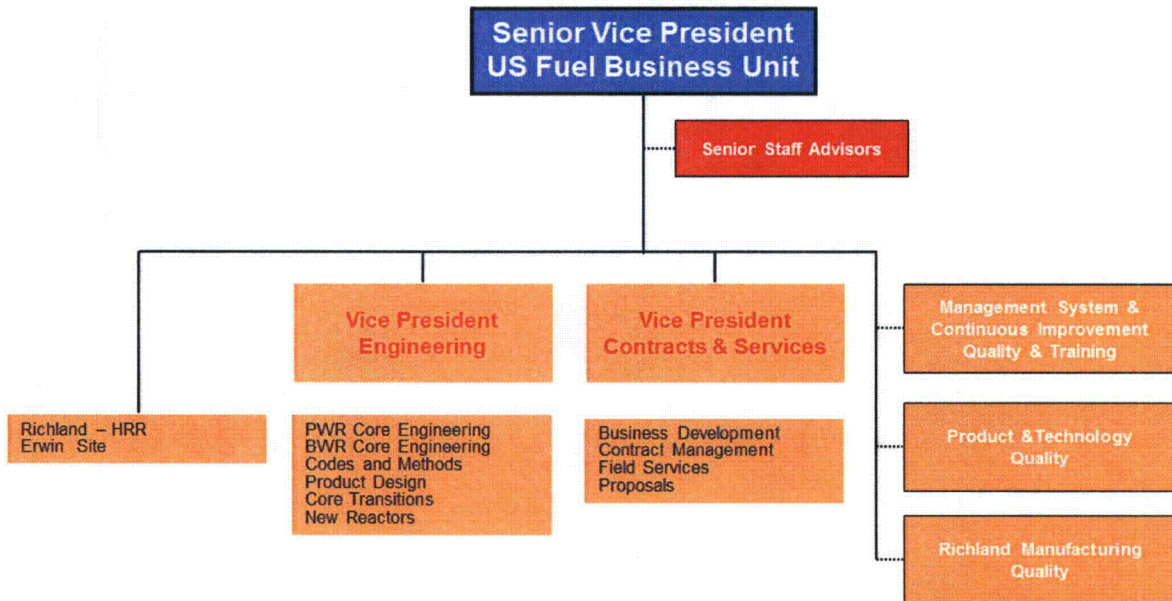 Senior Vice President
US Fuel Business Unit
Senior Staff Advisors
Vice President
Engineering
Vice President
Contracts & Services
Management System &
Continuous Improvement
Quality & Training
Richland – HRR
Erwin Site
PWR Core Engineering
BWR Core Engineering
Codes and Methods
Product Design
Core Transitions
New Reactors
Business Development
Contract Management
Field Services
Proposals
Product &Technology
Quality
Richland Manufacturing
Quality